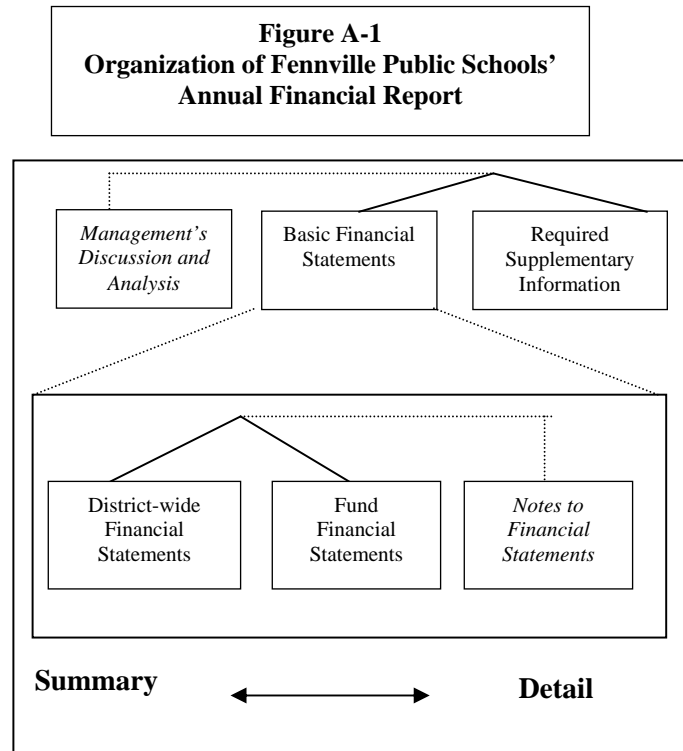 Figure A-1
Organization of Fennville Public Schools’
Annual Financial Report
Management’s
Discussion and
Analysis
Basic Financial
Statements
Required
Supplementary
Information
District-wide
Financial
Statements
Fund
Financial
Statements
Notes to
Financial
Statements
Summary
Detail